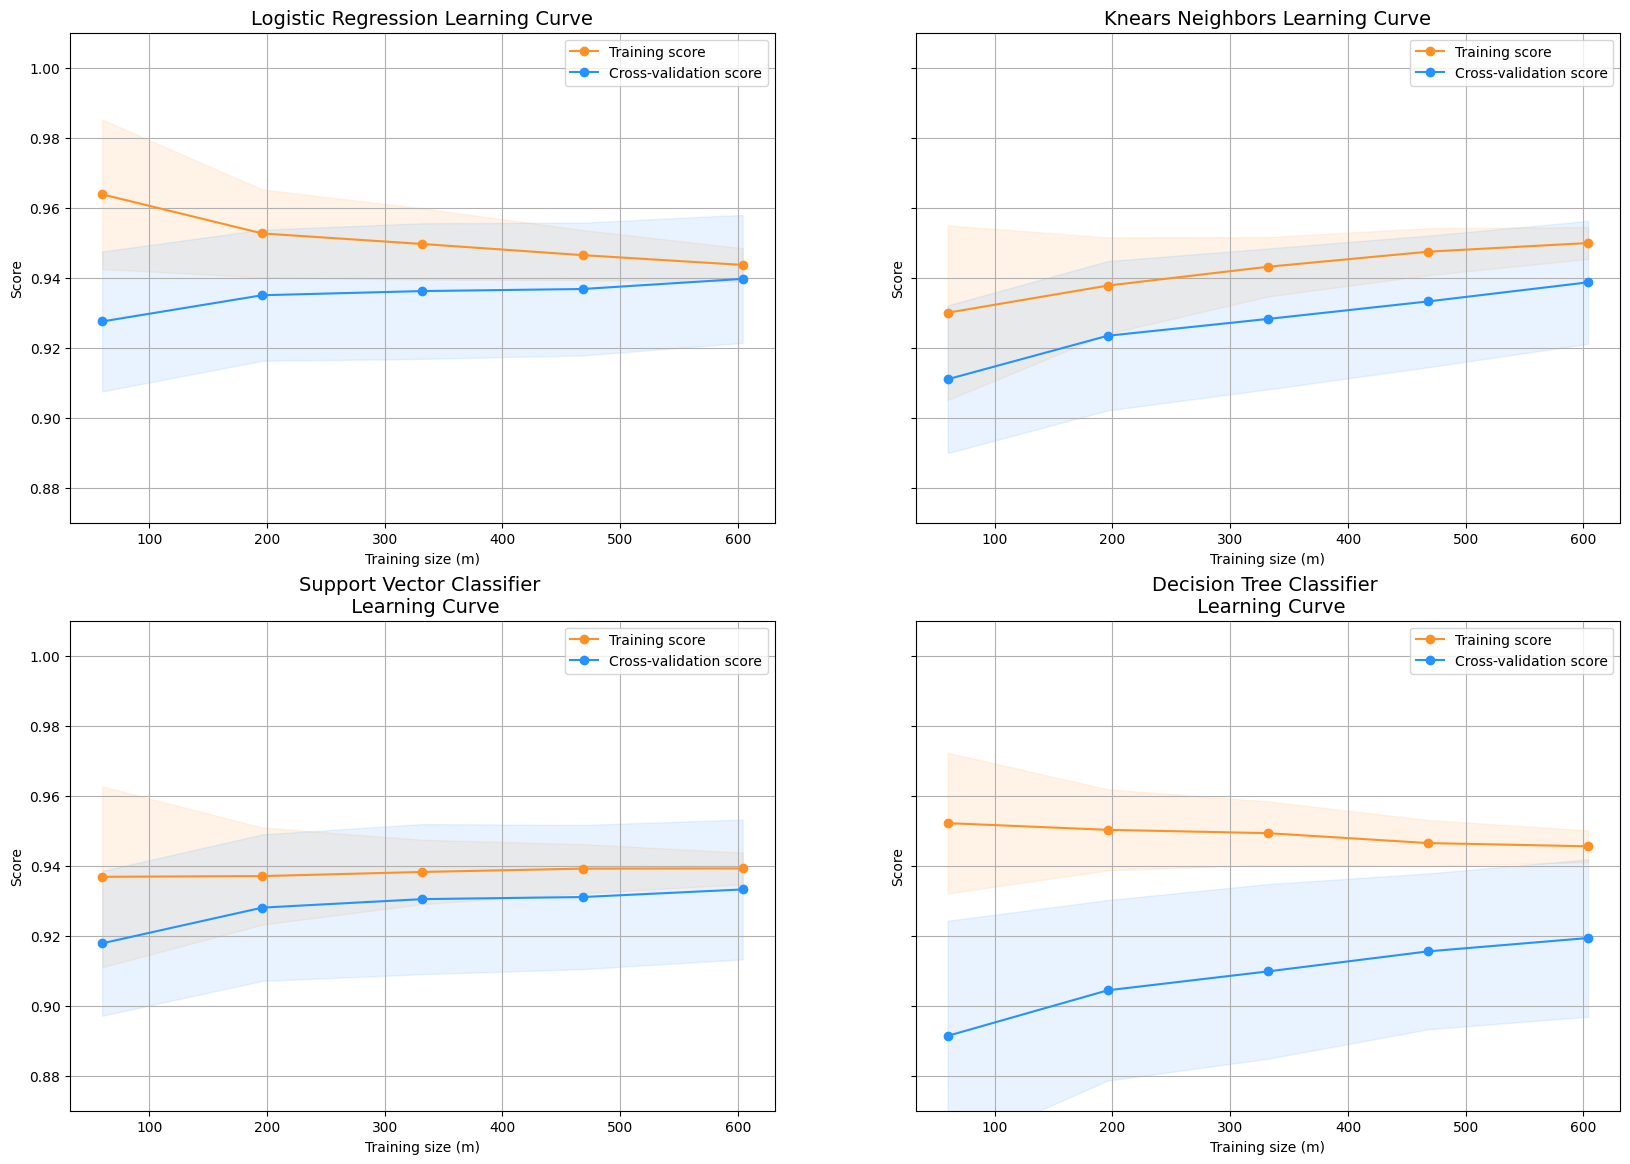 Logistic Regression Learning Curve
Training score
Cross-validation score
1.00
0.98
0.96
0.94
0.92
0.90
0.88
Score
100 200 300 400 500 600
Training size (m)
Knears Neighbors Learning Curve
Training score
Cross-validation score
Score
100 200 300 400 500 600
Training size (m)
Support Vector Classifier
Learning Curve
Training score
Cross-validation score
1.00
0.98
0.96
0.94
0.92
0.90
0.88
Score
100 200 300 400 500 600
Training size (m)
Decision Tree Classifier
Learning Curve
Training score
Cross-validation score
Score
100 200 300 400 500 600
Training size (m)